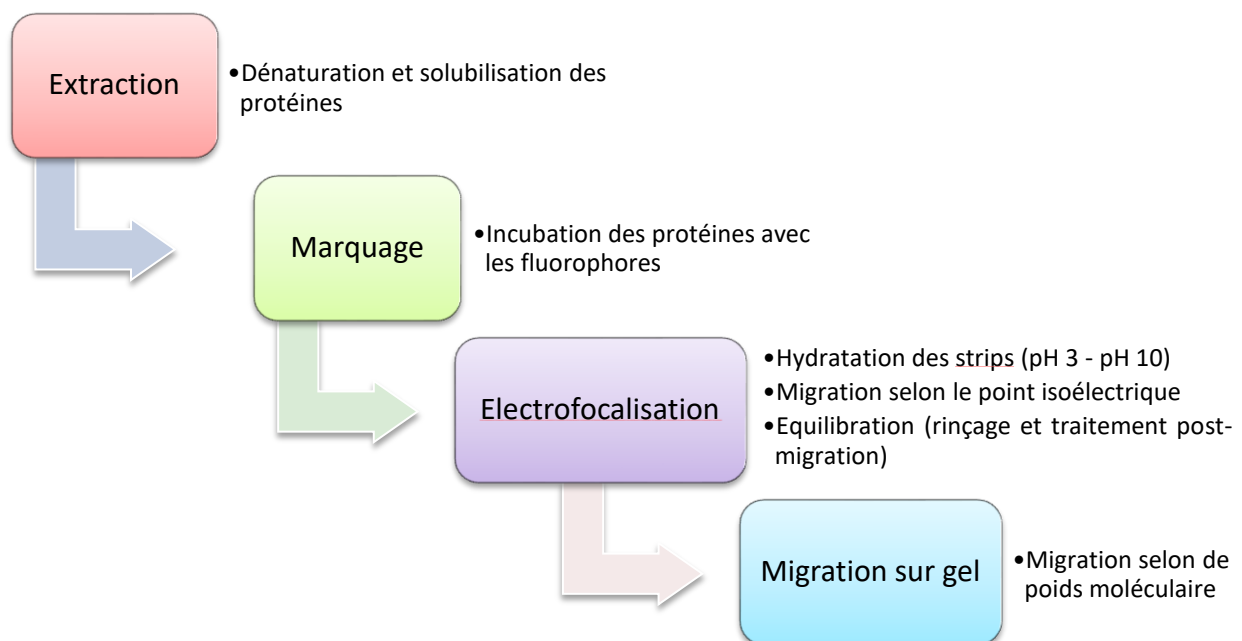 Extraction
•Dénaturation et solubilisation des
protéines
Marquage
•Incubation des protéines avec
les fluorophores
Electrofocalisation
•Hydratation des strips (pH 3 - pH 10)
•Migration selon le point isoélectrique
•Equilibration (rinçage et traitement post-
migration)
Migration sur gel
•Migration selon de
poids moléculaire